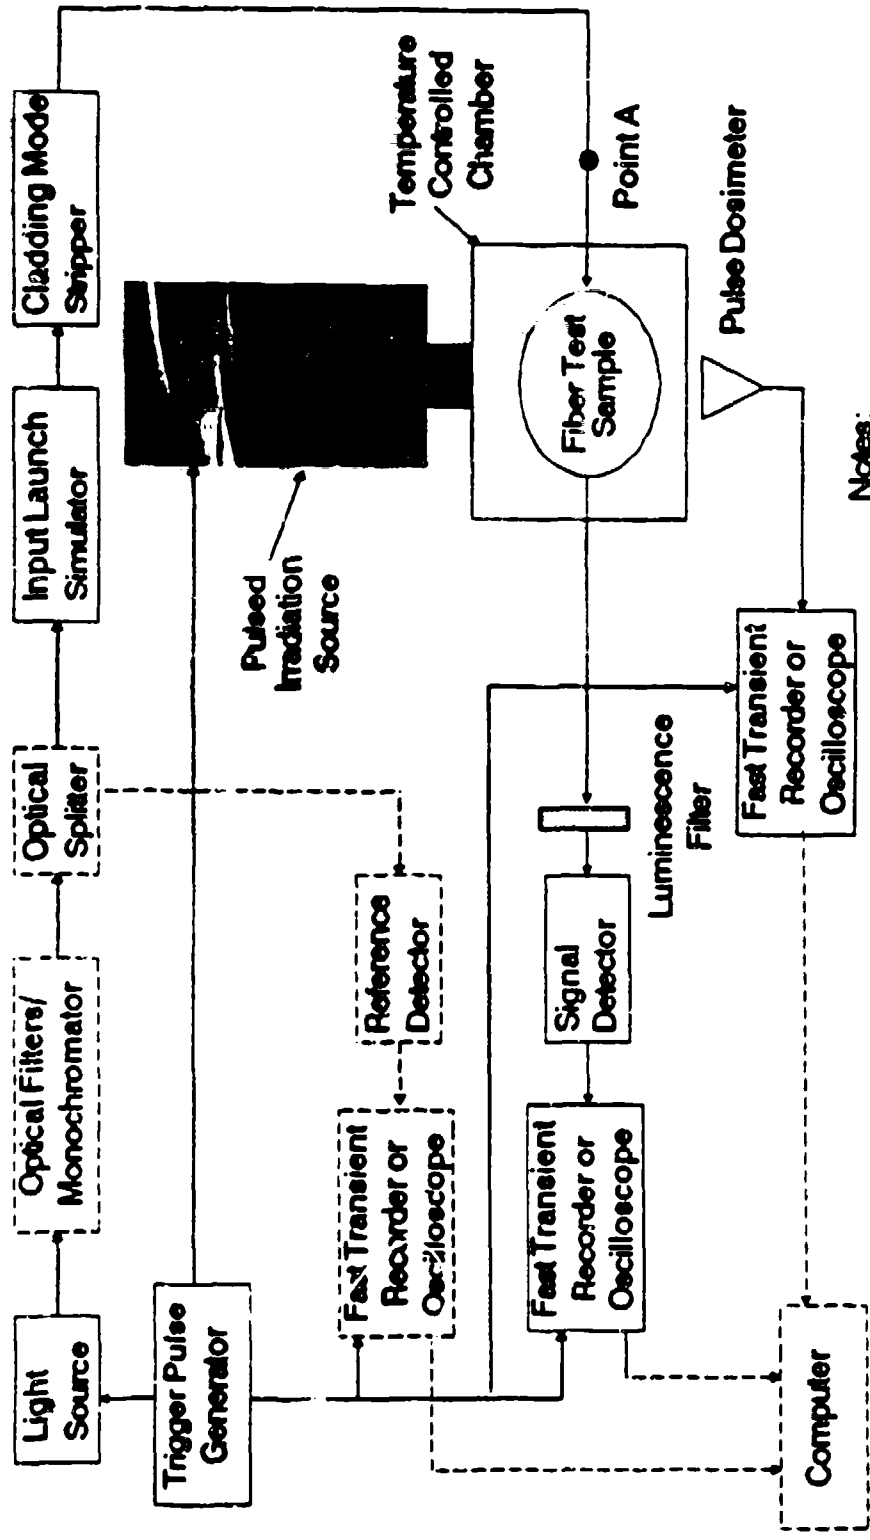 Light
Source
Optical Filters/
Monochromator
Optical
Splitter
Input Launch
Simulator
Cladding Mode
Stripper
Trigger Pulse
Generator
Pulsed
Irradiation
Source
Temperature
Controlled
Chamber
Fast Transient
Recorder or
Oscilloscope
Reference
Detector
Fast Transient
Recorder or
Oscilloscope
Signal
Detector
Luminescence
Filter
Fiber Test
Sample
Point A
Pulse Dosimeter
Fast Transient
Recorder or
Oscilloscope
Computer
Notes: